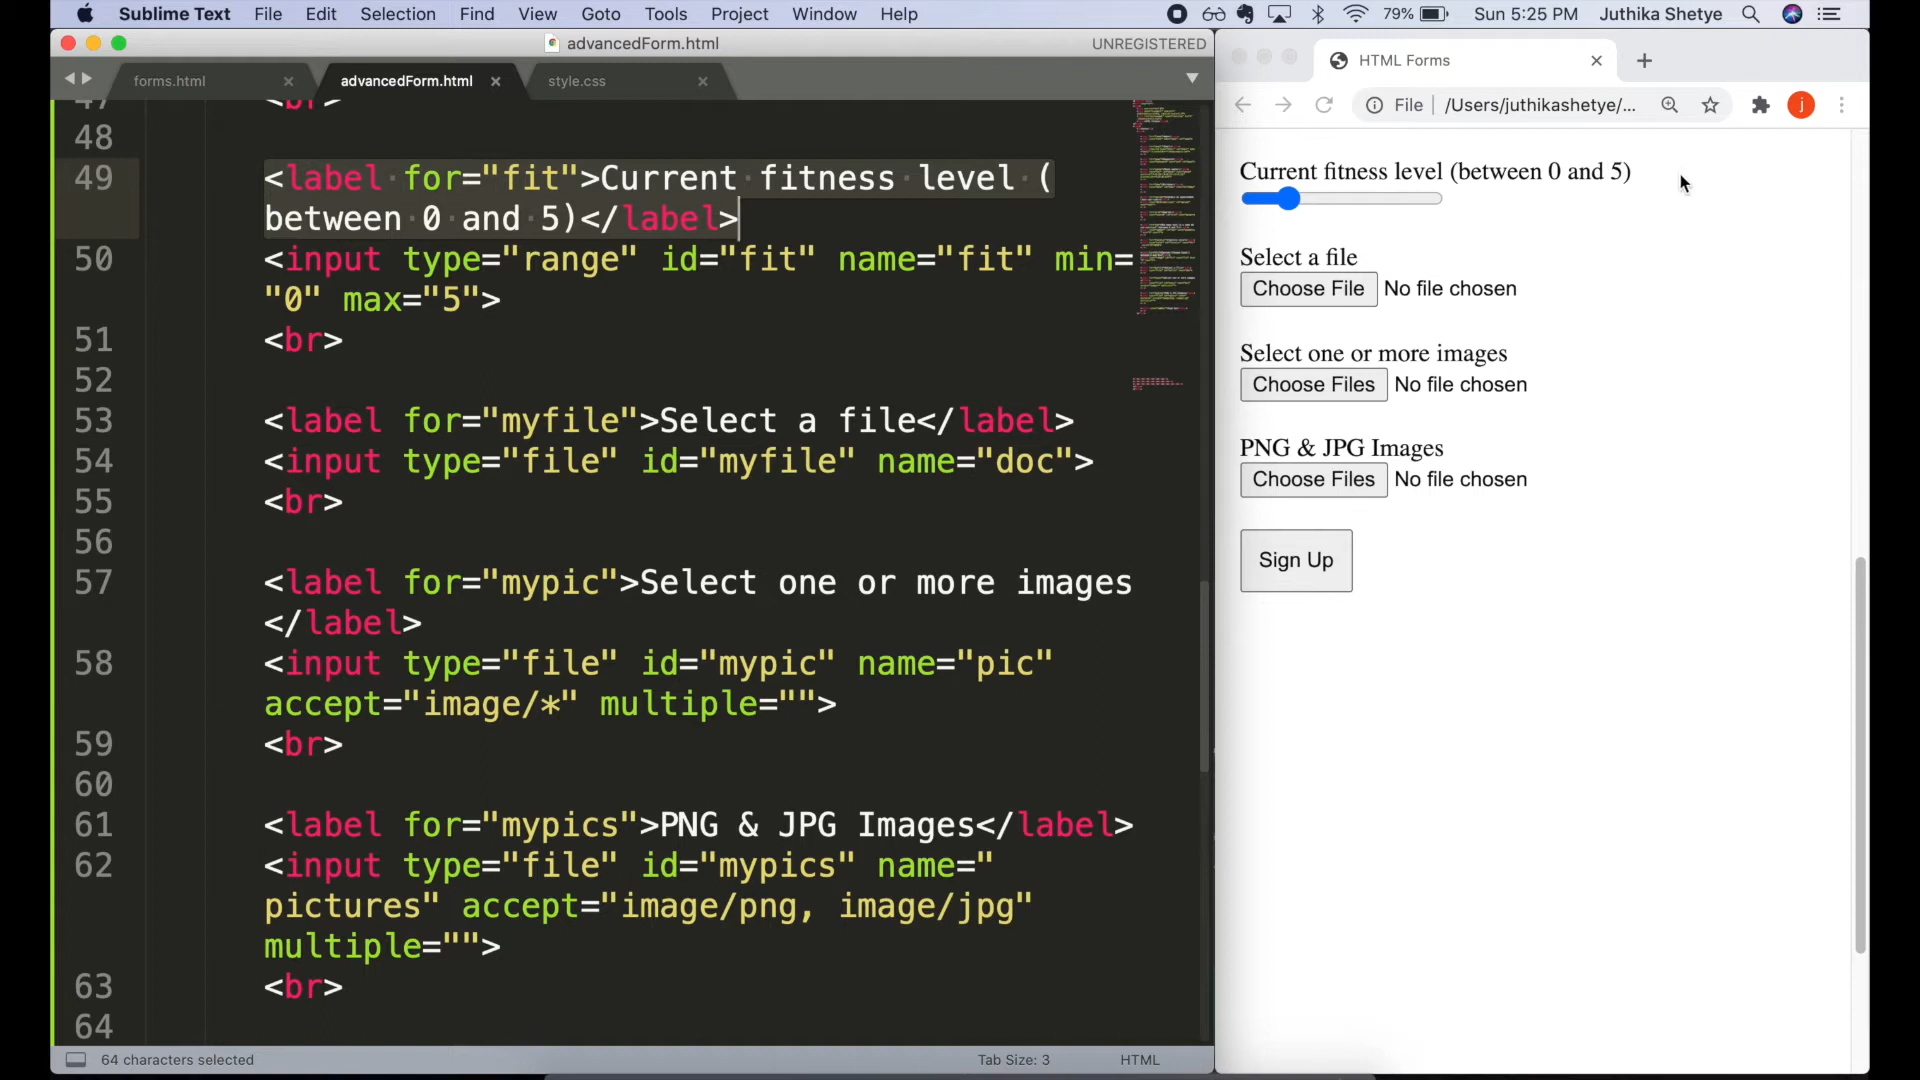 Sublime Text File Edit Selection Find View Goto Tools Project Window Help 79% Sun 5:25 PM Juthika Shetye
advancedForm.html UNREGISTERED
forms.html advancedForm.html style.css
47 <br>
48
49 <label for="fit">Current fitness level (
between 0 and 5)</label>
50 <input type="range" id="fit" name="fit" min=
"0" max="5">
51 <br>
52
53 <label for="myfile">Select a file</label>
54 <input type="file" id="myfile" name="doc">
55 <br>
56
57 <label for="mypic">Select one or more images
</label>
58 <input type="file" id="mypic" name="pic"
accept="image/*" multiple="">
59 <br>
60
61 <label for="mypics">PNG & JPG Images</label>
62 <input type="file" id="mypics" name="
pictures" accept="image/png, image/jpg"
multiple="">
63 <br>
64
64 characters selected Tab Size: 3 HTML
HTML Forms
File /Users/juthikashetye/... j
Current fitness level (between 0 and 5)
Select a file
Choose File No file chosen
Select one or more images
Choose Files No file chosen
PNG & JPG Images
Choose Files No file chosen
Sign Up